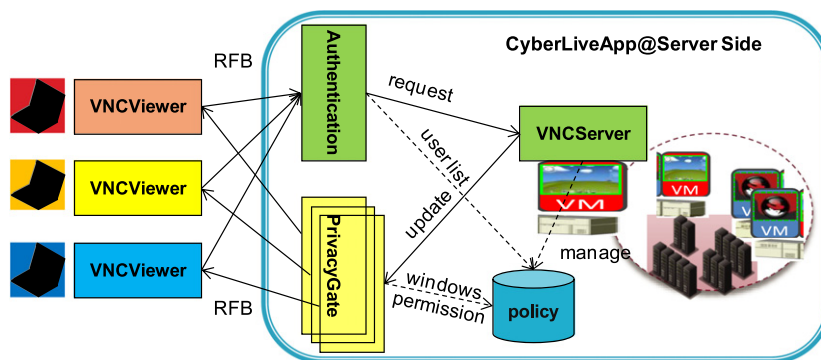 CyberLiveApp@Server Side
RFB
Authentication
request
VNCViewer
VNCServer
userlist
VM
VM
VM
VM
VNCViewer
update
PrivacyGate
manage
VNCViewer
windows
permission
policy
RFB